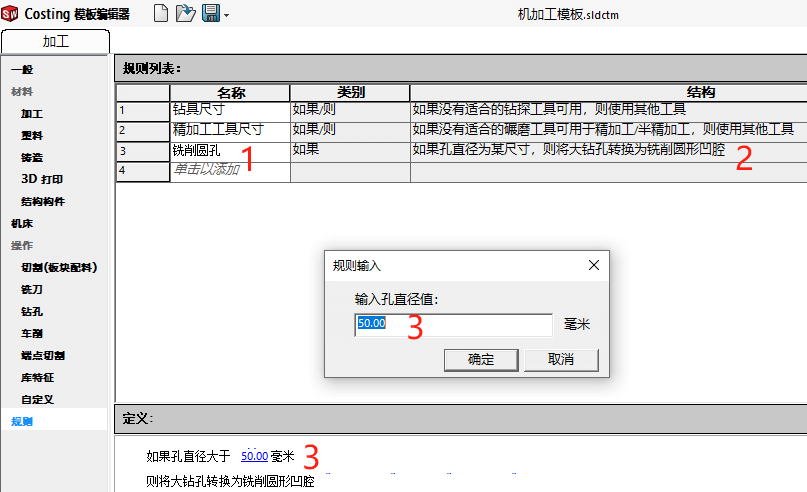 Costing 模板编辑器
机加工模板.sldctm
加工
一般
材料
加工
塑料
铸造
3D 打印
结构构件
机床
操作
切割(板块配料)
铣刀
钻孔
车削
端点切割
库特征
自定义
规则
规则列表:
名称 类别 结构
1 钻具尺寸 如果/则 如果没有适合的钻探工具可用，则使用其他工具
2 精加工工具尺寸 如果/则 如果没有适合的碾磨工具可用于精加工/半精加工，则使用其他工具
3 铣削圆孔 如果 如果孔直径为某尺寸，则将大钻孔转换为铣削圆形凹腔
4 单击以添加
1
2
规则输入
输入孔直径值:
50.00 毫米
3
确定 取消
定义:
如果孔直径大于 50.00 毫米
3
则将大钻孔转换为铣削圆形凹腔